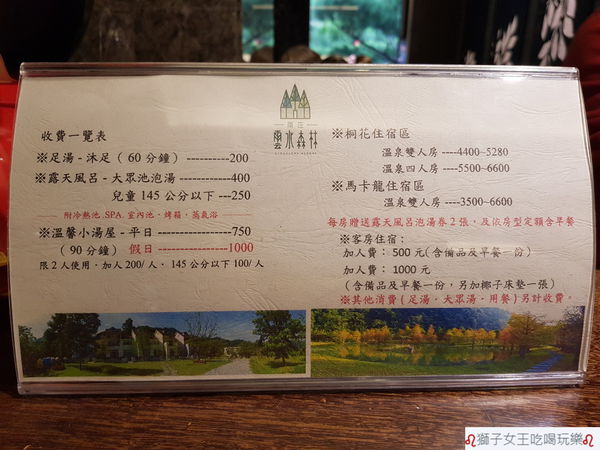 雨荘
雲水森林
收費一覽表
※足湯-沐足(60分鐘)----------200
※露天風呂-大眾池泡湯------400
兒童145公分以下---250
附冷熱池.SPA.室內池、烤箱、蒸氣浴
※溫馨小湯屋-平日-----------750
(90分鐘) 假日----------------1000
限2人使用、加人200/人、145公分以下100/人
※桐花住宿區
溫泉雙人房----4400~5280
溫泉四人房----5500~6600
※馬卡龍住宿區
溫泉雙人房----3500~6600
每房贈送露天風呂泡湯券2張,及依房型定額含早餐
※客房住宿:
加人費: 500元(含備品及早餐一份)
加人費: 1000元
(含備品及早餐一份,另加椰子床墊一張)
※其他消費{足湯、大眾湯、用餐}另計收費。
♌獅子女王吃喝玩樂♌